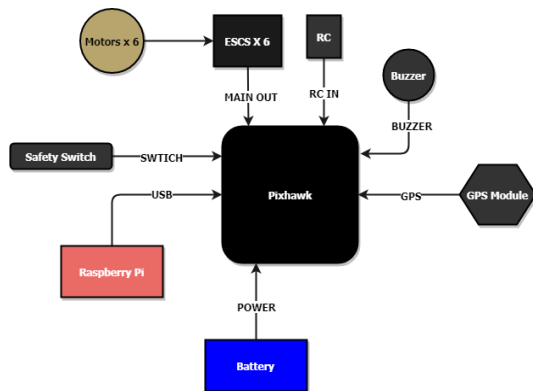 Motors x 6
ESCS X 6
RC
Buzzer
MAIN OUT
RC IN
BUZZER
Safety Switch
SWTICH
USB
Pixhawk
GPS
GPS Module
Raspberry Pi
POWER
Battery